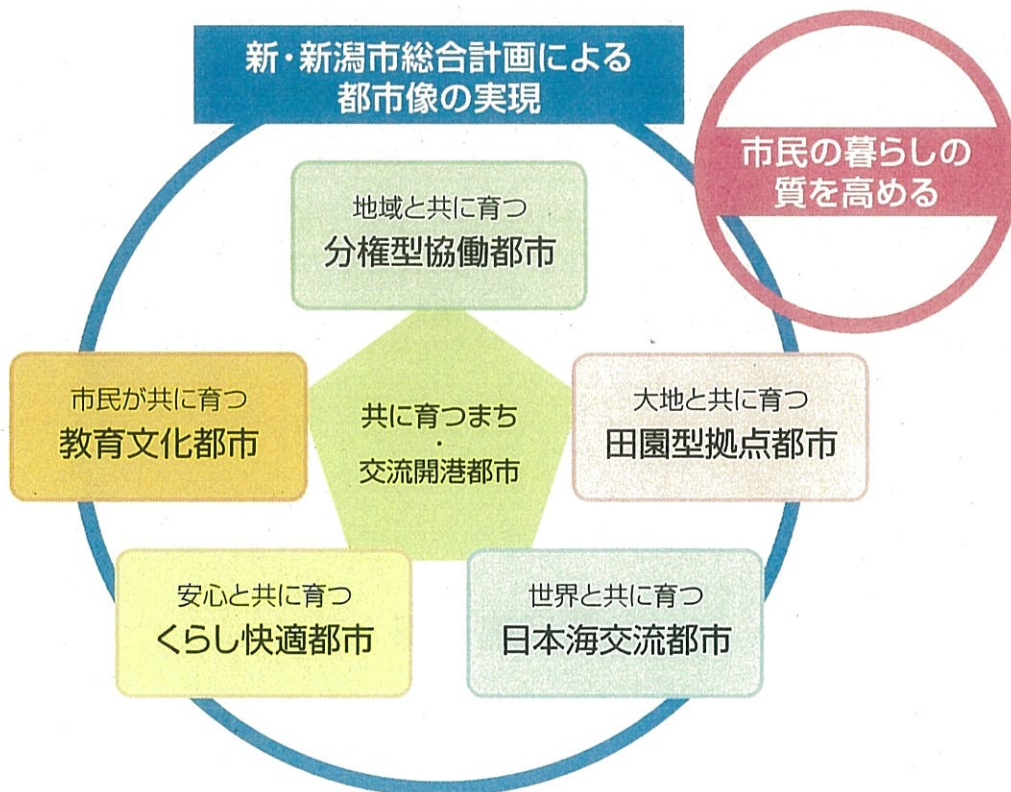 新・新潟市総合計画による
都市像の実現
市民の暮らしの
質を高める
地域と共に育つ
分権型協働都市
市民が共に育つ
教育文化都市
共に育つまち
・
交流開港都市
大地と共に育つ
田園型拠点都市
安心と共に育つ
くらし快適都市
世界と共に育つ
日本海交流都市